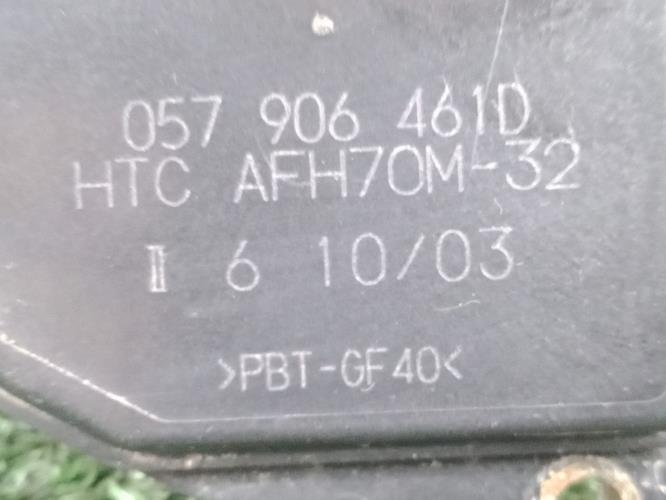 057 906 461D
HTC AFH70M-32
II 6 10/03
>PBT-GF40<